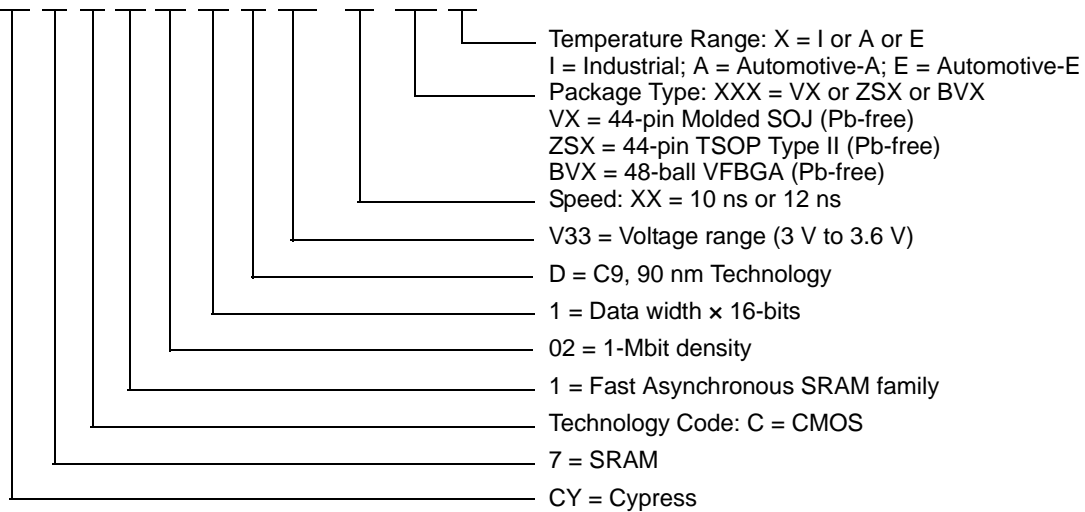 Temperature Range: X = I or A or E
I = Industrial; A = Automotive-A; E = Automotive-E
Package Type: XXX = VX or ZSX or BVX
VX = 44-pin Molded SOJ (Pb-free)
ZSX = 44-pin TSOP Type II (Pb-free)
BVX = 48-ball VFBGA (Pb-free)
Speed: XX = 10 ns or 12 ns
V33 = Voltage range (3 V to 3.6 V)
D = C9, 90 nm Technology
1 = Data width × 16-bits
02 = 1-Mbit density
1 = Fast Asynchronous SRAM family
Technology Code: C = CMOS
7 = SRAM
CY = Cypress